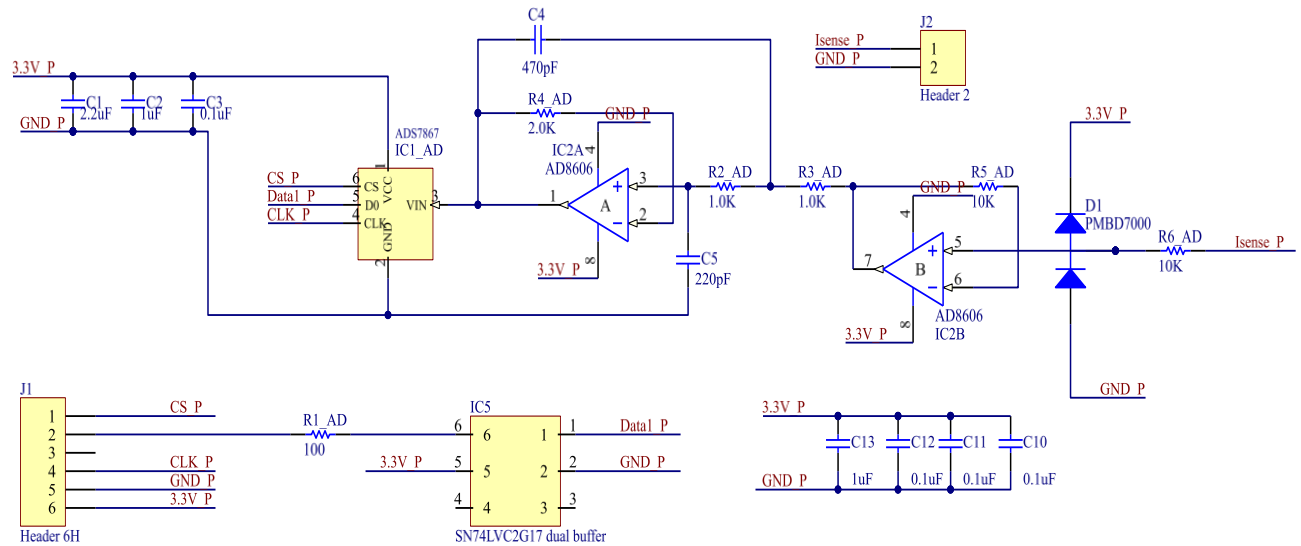 C4
470pF
J2
Isense_P
1
GND_P
2
Header 2
3.3V_P
C1
2.2uF
C2
1uF
C3
0.1uF
GND_P
R4_AD
2.0K
GND_P
ADS7867
IC1_AD
IC2A
AD8606
4
1
VCC
CS_P
6
CS
Data1_P
5
D0
CLK_P
4
CLK
VIN
3
GND
2
1
A
3
2
8
3.3V_P
R2_AD
1.0K
R3_AD
1.0K
C5
220pF
R5_AD
10K
GND_P
4
7
B
5
6
8
3.3V_P
AD8606
IC2B
3.3V_P
D1
PMBD7000
R6_AD
10K
Isense_P
GND_P
J1
1
CS_P
2
3
4
CLK_P
5
GND_P
6
3.3V_P
Header 6H
R1_AD
100
IC5
6
6
1
1
Data1_P
3.3V_P
5
5
2
2
GND_P
4
4
3
3
SN74LVC2G17 dual buffer
3.3V_P
C13
C12
C11
C10
GND_P
1uF
0.1uF
0.1uF
0.1uF